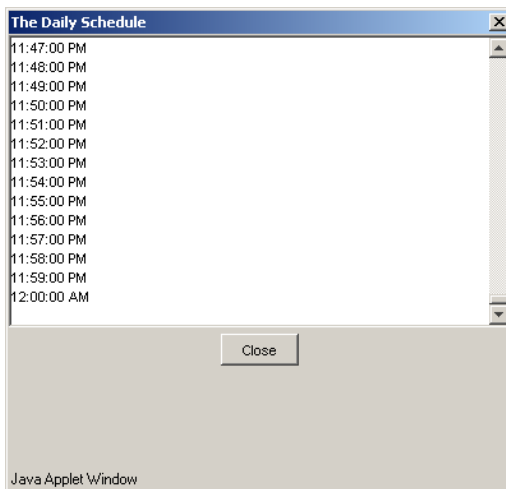 The Daily Schedule
11:47:00 PM
11:48:00 PM
11:49:00 PM
11:50:00 PM
11:51:00 PM
11:52:00 PM
11:53:00 PM
11:54:00 PM
11:55:00 PM
11:56:00 PM
11:57:00 PM
11:58:00 PM
11:59:00 PM
12:00:00 AM
Close
Java Applet Window